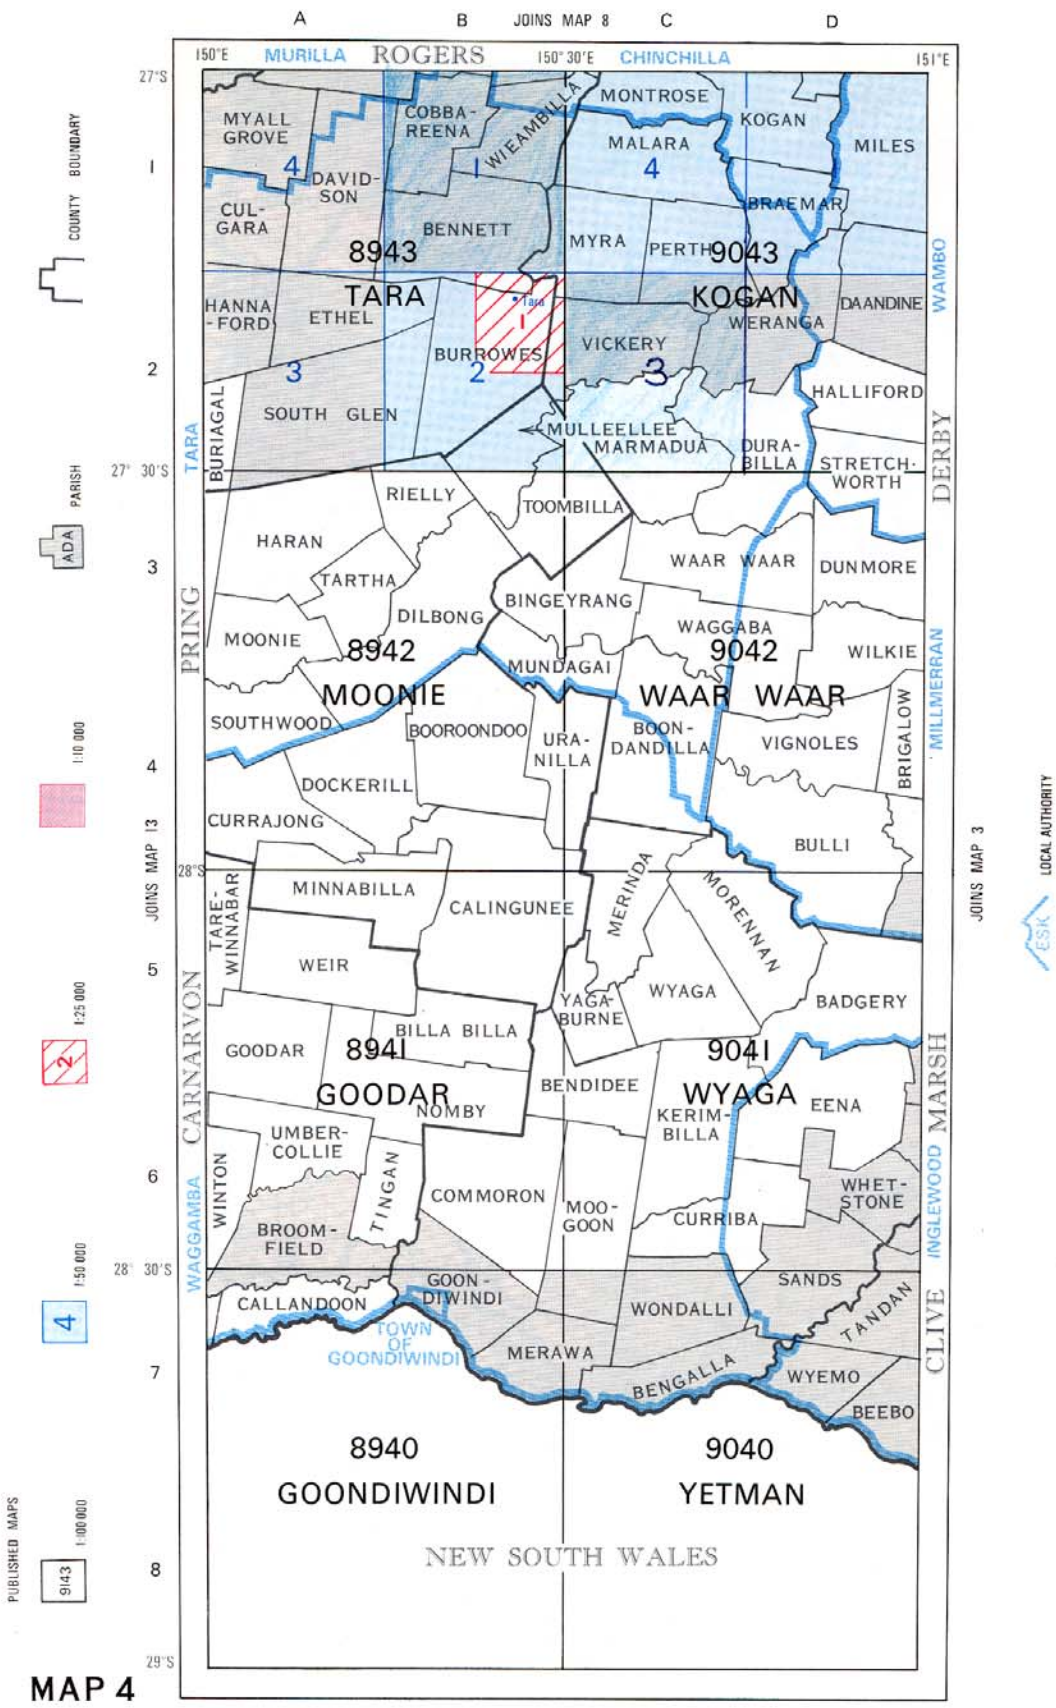 A B JOINS MAP 8 C D
150°E MURILLA ROGERS 150°30'E CHINCHILLA 151°E
27°S
MYALL
GROVE
COBBA-
REENA
WIEAMBILLA
MONTROSE
KOGAN
MALARA
MILES
1
4
1
4
DAVID-
SON
CUL-
GARA
BENNETT
BRAEMAR
MYRA
PERTH
8943
TARA
9043
KOGAN
WAMBO
HANNA
-FORD
ETHEL
Tara
1
BURROWES
VICKERY
WERANGA
DAANDINE
2
3
2
3
HALLIFORD
BURIAGAL
SOUTH GLEN
MULLEELLEE
MARMADUA
DURA-
BILLA
STRETCH-
WORTH
TARA
DERBY
27° 30'S
RIELLY
TOOMBILLA
HARAN
WAAR WAAR
DUNMORE
3
TARTHA
BINGEYRANG
DILBONG
WAGGABA
MOONIE
WILKIE
PRING
8942
MOONIE
MUNDAGAI
9042
WAAR WAAR
MILLMERRAN
SOUTHWOOD
BOOROONDOO
URA-
NILLA
BOON-
DANDILLA
VIGNOLES
BRIGALOW
4
DOCKERILL
CURRAJONG
BULLI
JOINS MAP 13
JOINS MAP 3
28°S
TARE-
WINNABAR
MINNABILLA
CALINGUNEE
MERINDA
MORENNAN
5
WEIR
YAGA-
BURNE
WYAGA
BADGERY
CARNARVON
GOODAR
BILLA BILLA
8941
GOODAR
9041
WYAGA
BENDIDEE
NOMBY
KERIM-
BILLA
EENA
MARSH
UMBER-
COLLIE
6
WINTON
TINGAN
COMMORON
MOO-
GOON
WHET-
STONE
WAGGAMBA
INGLEWOOD
BROOM-
FIELD
CURRIBA
28° 30'S
SANDS
GOON-
DIWINDI
CALLANDOON
WONDALLI
TANDAN
TOWN
OF
GOONDIWINDI
MERAWA
BENGALLA
WYEMO
BEEBO
7
CLIVE
8940
GOONDIWINDI
9040
YETMAN
NEW SOUTH WALES
8
29°S
COUNTY BOUNDARY
ADA
PARISH
1:10 000
2
1:25 000
4
1:50 000
9143
1:100 000
PUBLISHED MAPS
ESK
LOCAL AUTHORITY
MAP 4